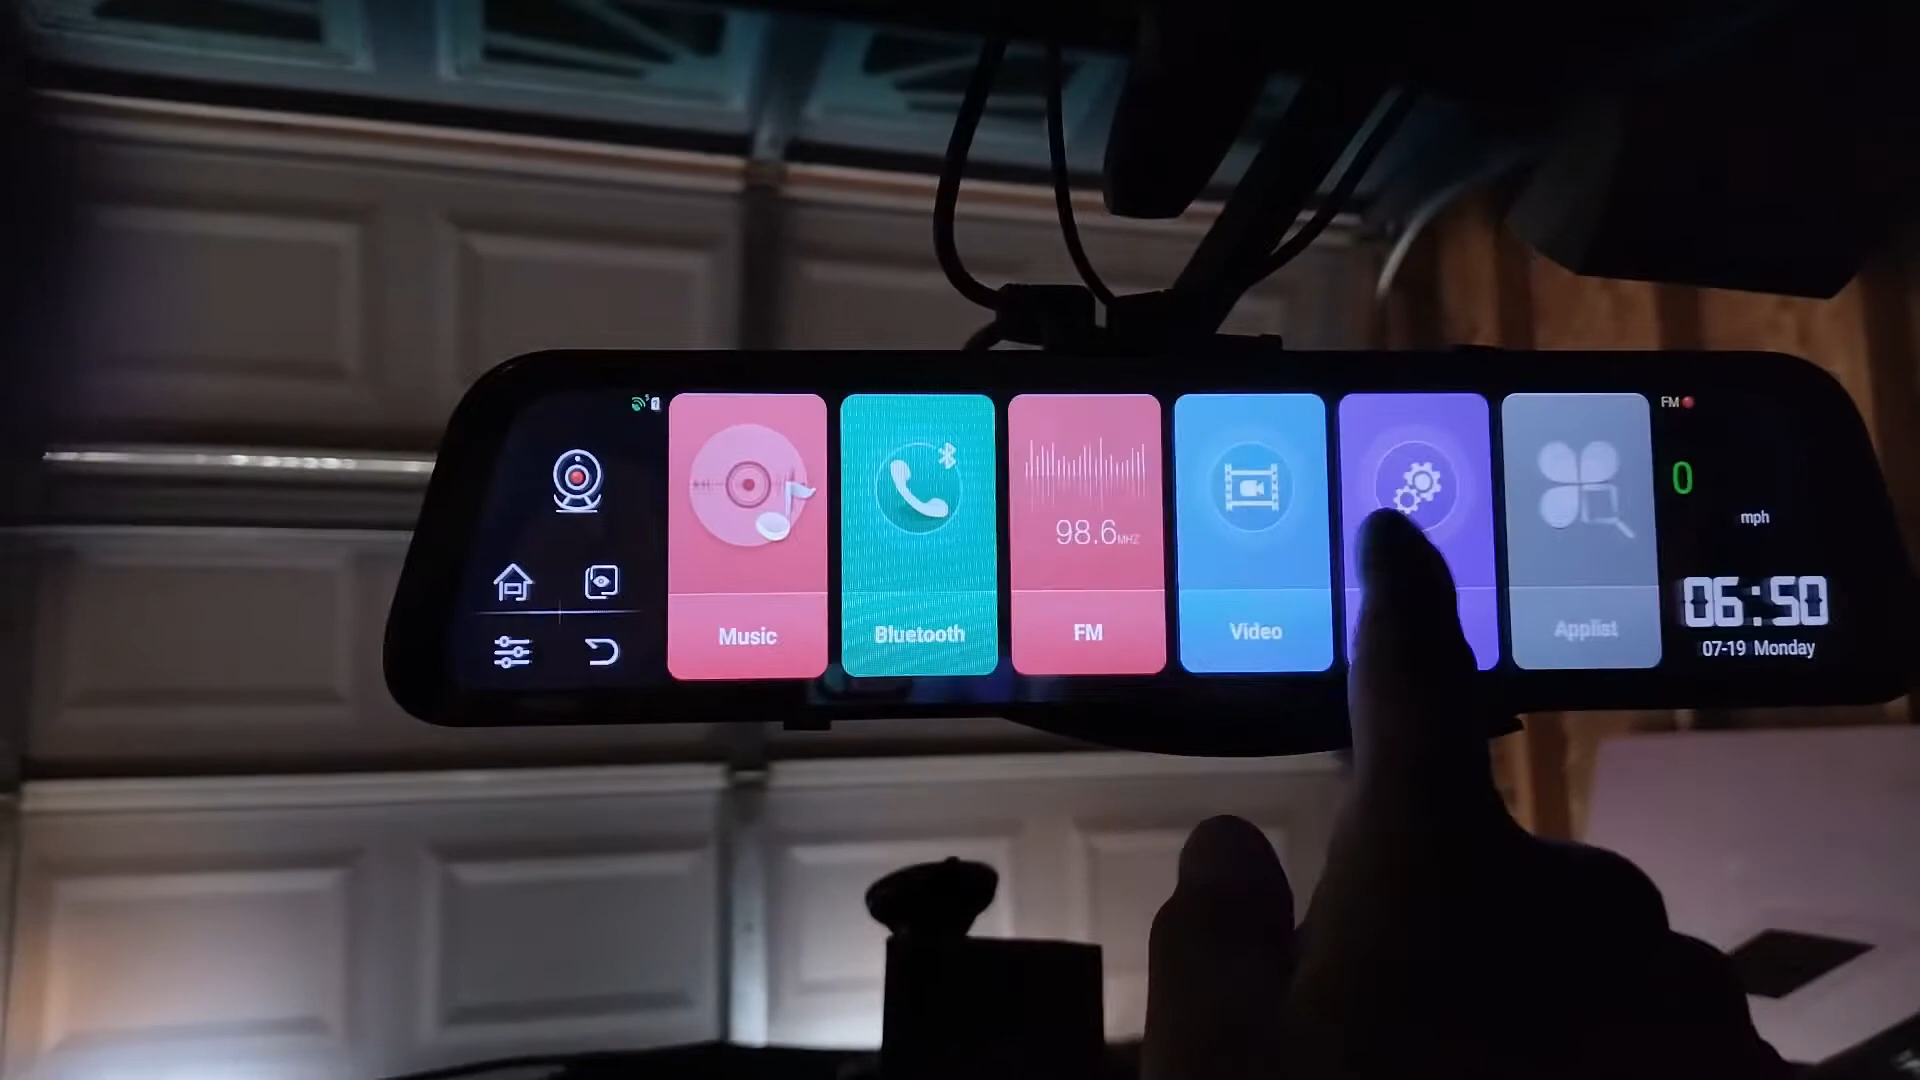 Music
Bluetooth
98.6MHZ
FM
Video
Applist
FM
0
mph
06:50
07-19 Monday